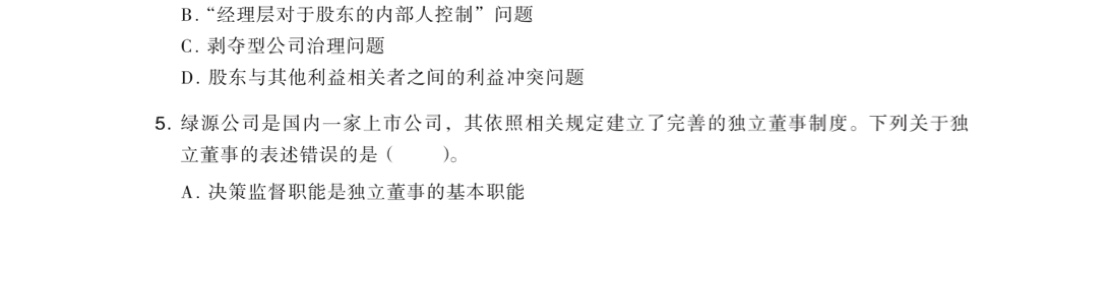 B. “经理层对于股东的内部人控制”问题
C. 剥夺型公司治理问题
D. 股东与其他利益相关者之间的利益冲突问题
5. 绿源公司是国内一家上市公司，其依照相关规定建立了完善的独立董事制度。下列关于独
立董事的表述错误的是（　　）。
A. 决策监督职能是独立董事的基本职能